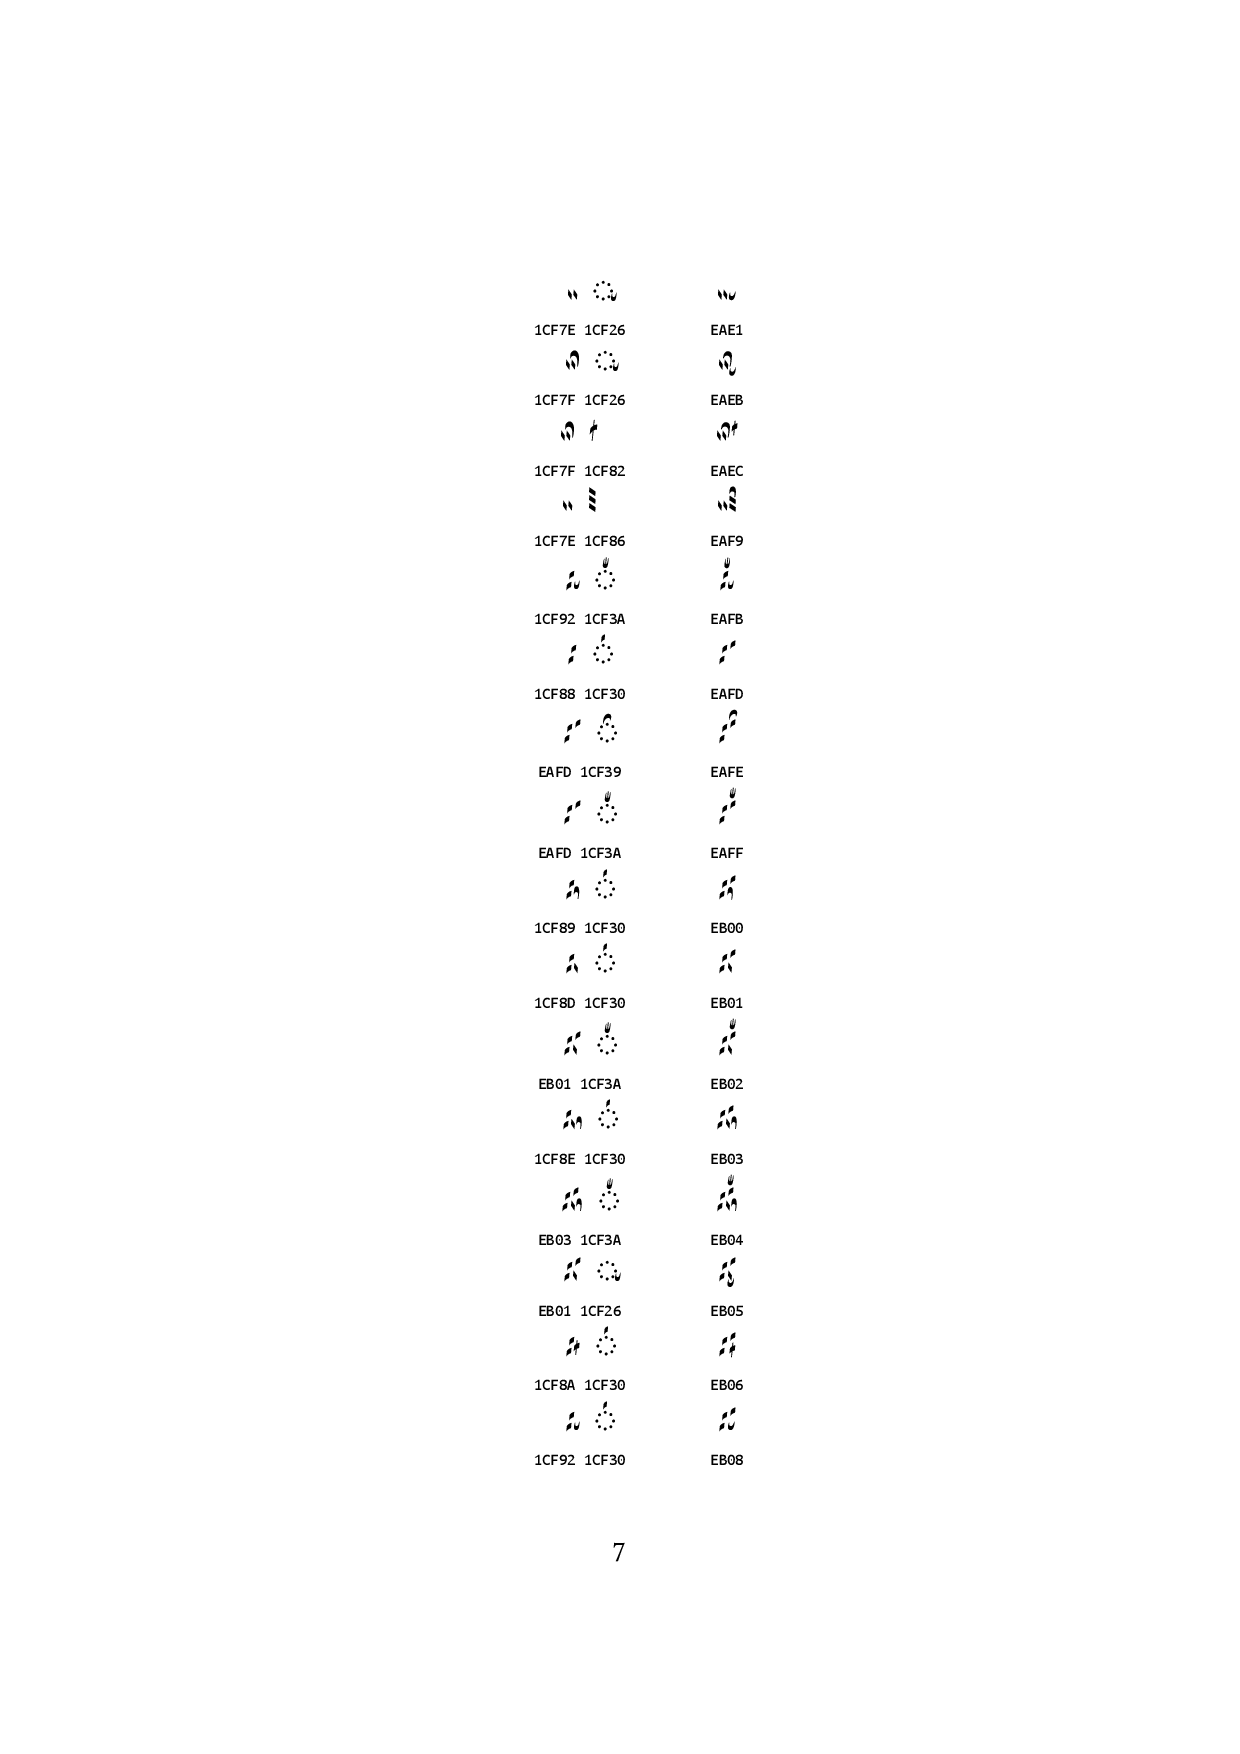 1CF7E 1CF26 EAE1
1CF7F 1CF26 EAEB
1CF7F 1CF82 EAEC
1CF7E 1CF86 EAF9
1CF92 1CF3A EAFB
1CF88 1CF30 EAFD
EAFD 1CF39 EAFE
EAFD 1CF3A EAFF
1CF89 1CF30 EB00
1CF8D 1CF30 EB01
EB01 1CF3A EB02
1CF8E 1CF30 EB03
EB03 1CF3A EB04
EB01 1CF26 EB05
1CF8A 1CF30 EB06
1CF92 1CF30 EB08
7